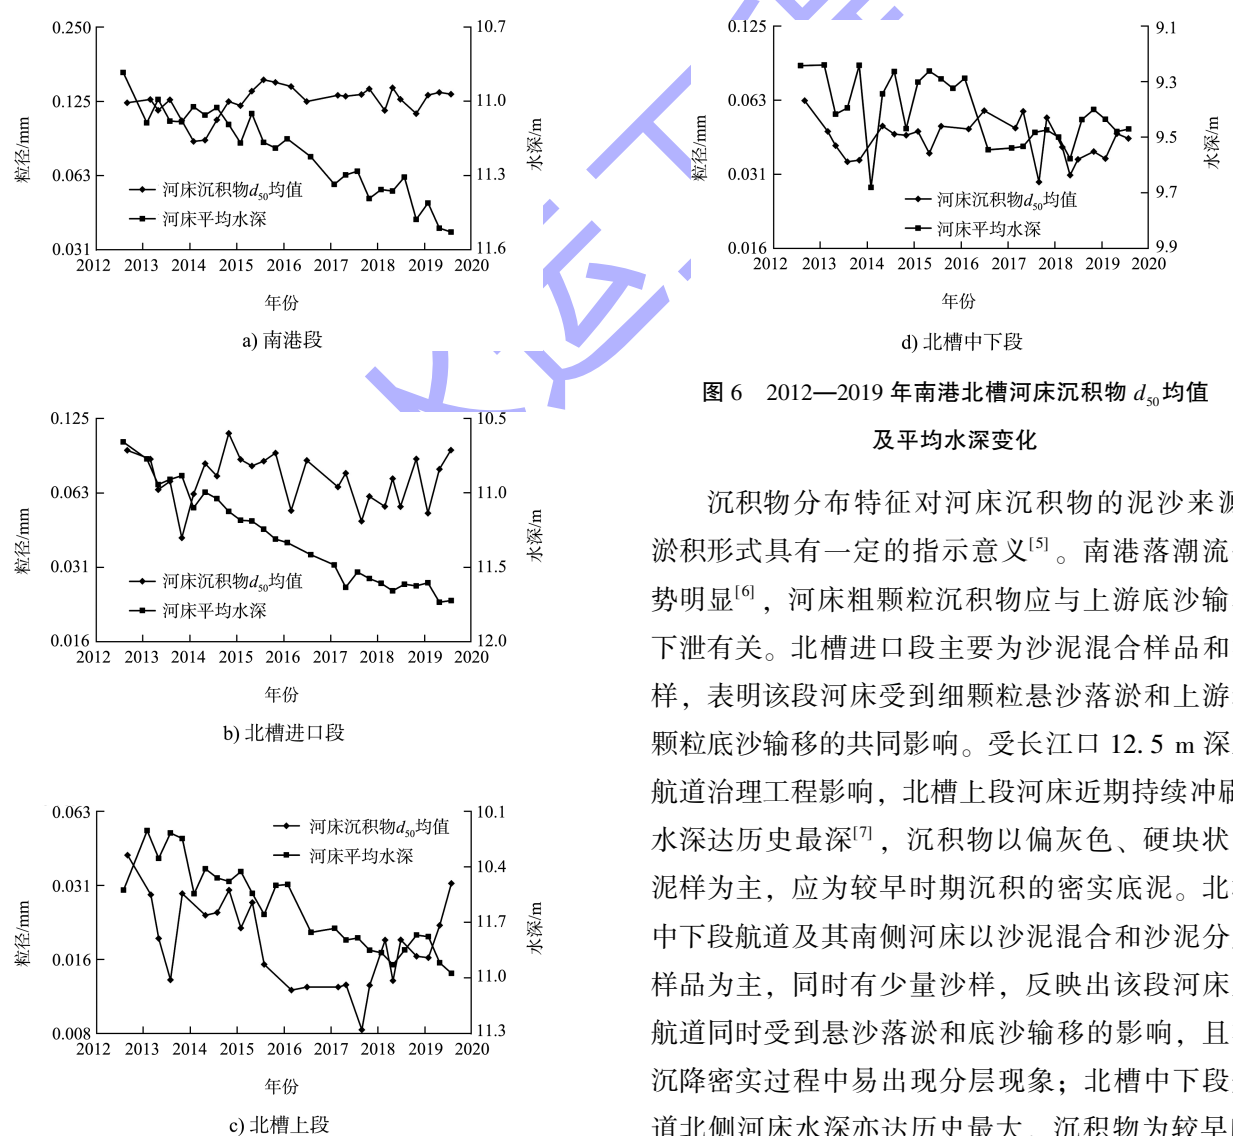 0.250
0.125
0.063
0.031
粒径/mm
10.7
11.0
11.3
11.6
水深/m
河床沉积物d50均值
河床平均水深
2012 2013 2014 2015 2016 2017 2018 2019 2020
年份
a) 南港段
0.125
0.063
0.031
0.016
粒径/mm
10.5
11.0
11.5
12.0
水深/m
河床沉积物d50均值
河床平均水深
2012 2013 2014 2015 2016 2017 2018 2019 2020
年份
b) 北槽进口段
0.063
0.031
0.016
0.008
粒径/mm
10.1
10.4
10.7
11.0
11.3
水深/m
河床沉积物d50均值
河床平均水深
2012 2013 2014 2015 2016 2017 2018 2019 2020
年份
c) 北槽上段
0.125
0.063
0.031
0.016
粒径/mm
9.1
9.3
9.5
9.7
9.9
水深/m
河床沉积物d50均值
河床平均水深
2012 2013 2014 2015 2016 2017 2018 2019 2020
年份
d) 北槽中下段
图 6 2012—2019 年南港北槽河床沉积物 d50均值
及平均水深变化
沉积物分布特征对河床沉积物的泥沙来源
淤积形式具有一定的指示意义[5]。南港落潮流
势明显[6]，河床粗颗粒沉积物应与上游底沙输
下泄有关。北槽进口段主要为沙泥混合样品和
样，表明该段河床受到细颗粒悬沙落淤和上游
颗粒底沙输移的共同影响。受长江口 12.5 m 深
航道治理工程影响，北槽上段河床近期持续冲刷
水深达历史最深[7]，沉积物以偏灰色、硬块状
泥样为主，应为较早时期沉积的密实底泥。北
中下段航道及其南侧河床以沙泥混合和沙泥分
样品为主，同时有少量沙样，反映出该段河床
航道同时受到悬沙落淤和底沙输移的影响，且
沉降密实过程中易出现分层现象；北槽中下段
道北侧河床水深亦达历史最大，沉积物为较早